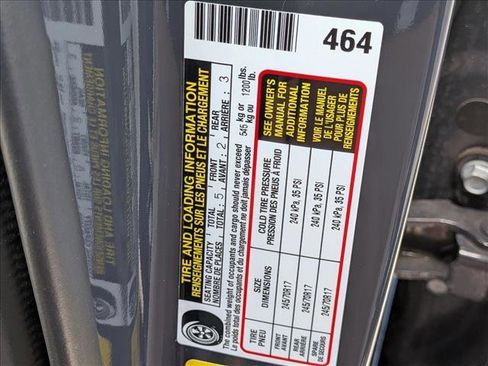 464
TIRE AND LOADING INFORMATION
RENSEIGNEMENTS SUR LES PNEUS ET LE CHARGEMENT
SEATING CAPACITY TOTAL: 5 FRONT 2 REAR 3
NOMBRE DE PLACES TOTAL: AVANT: ARRIÈRE:
The combined weight of occupants and cargo should never exceed 545 kg or 1200 lbs.
Le poids total des occupants et du chargement ne doit jamais dépasser kg ou lb.
TIRE SIZE COLD TIRE PRESSURE
PNEU DIMENSIONS PRESSION DES PNEUS À FROID
FRONT
AVANT 245/70R17 240 kPa, 35 PSI
REAR
ARRIÈRE 245/70R17 240 kPa, 35 PSI
SPARE
DE SECOURS 245/70R17 240 kPa, 35 PSI
SEE OWNER'S
MANUAL FOR
ADDITIONAL
INFORMATION
VOIR LE MANUEL
DE L'USAGER
POUR PLUS DE
RENSEIGNEMENTS